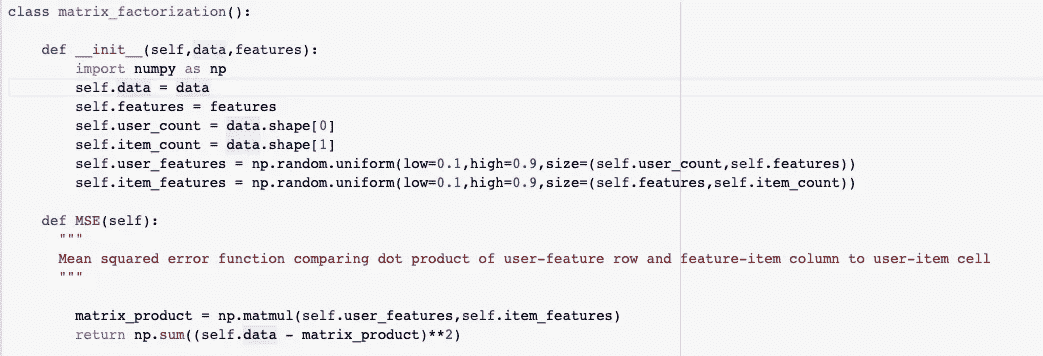 class matrix_factorization():
def __init__(self,data,features):
import numpy as np
self.data = data
self.features = features
self.user_count = data.shape[0]
self.item_count = data.shape[1]
self.user_features = np.random.uniform(low=0.1,high=0.9,size=(self.user_count,self.features))
self.item_features = np.random.uniform(low=0.1,high=0.9,size=(self.features,self.item_count))
def MSE(self):
"""
Mean squared error function comparing dot product of user-feature row and feature-item column to user-item cell
"""
matrix_product = np.matmul(self.user_features,self.item_features)
return np.sum((self.data - matrix_product)**2)